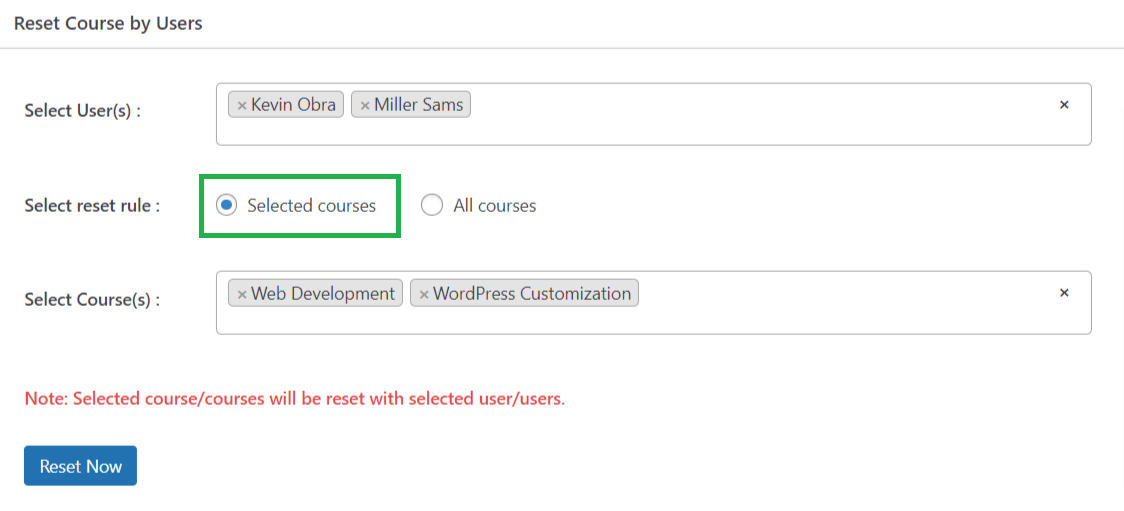 Reset Course by Users
Select User(s) : × Kevin Obra × Miller Sams ×
Select reset rule : Selected courses All courses
Select Course(s) : × Web Development × WordPress Customization ×
Note: Selected course/courses will be reset with selected user/users.
Reset Now